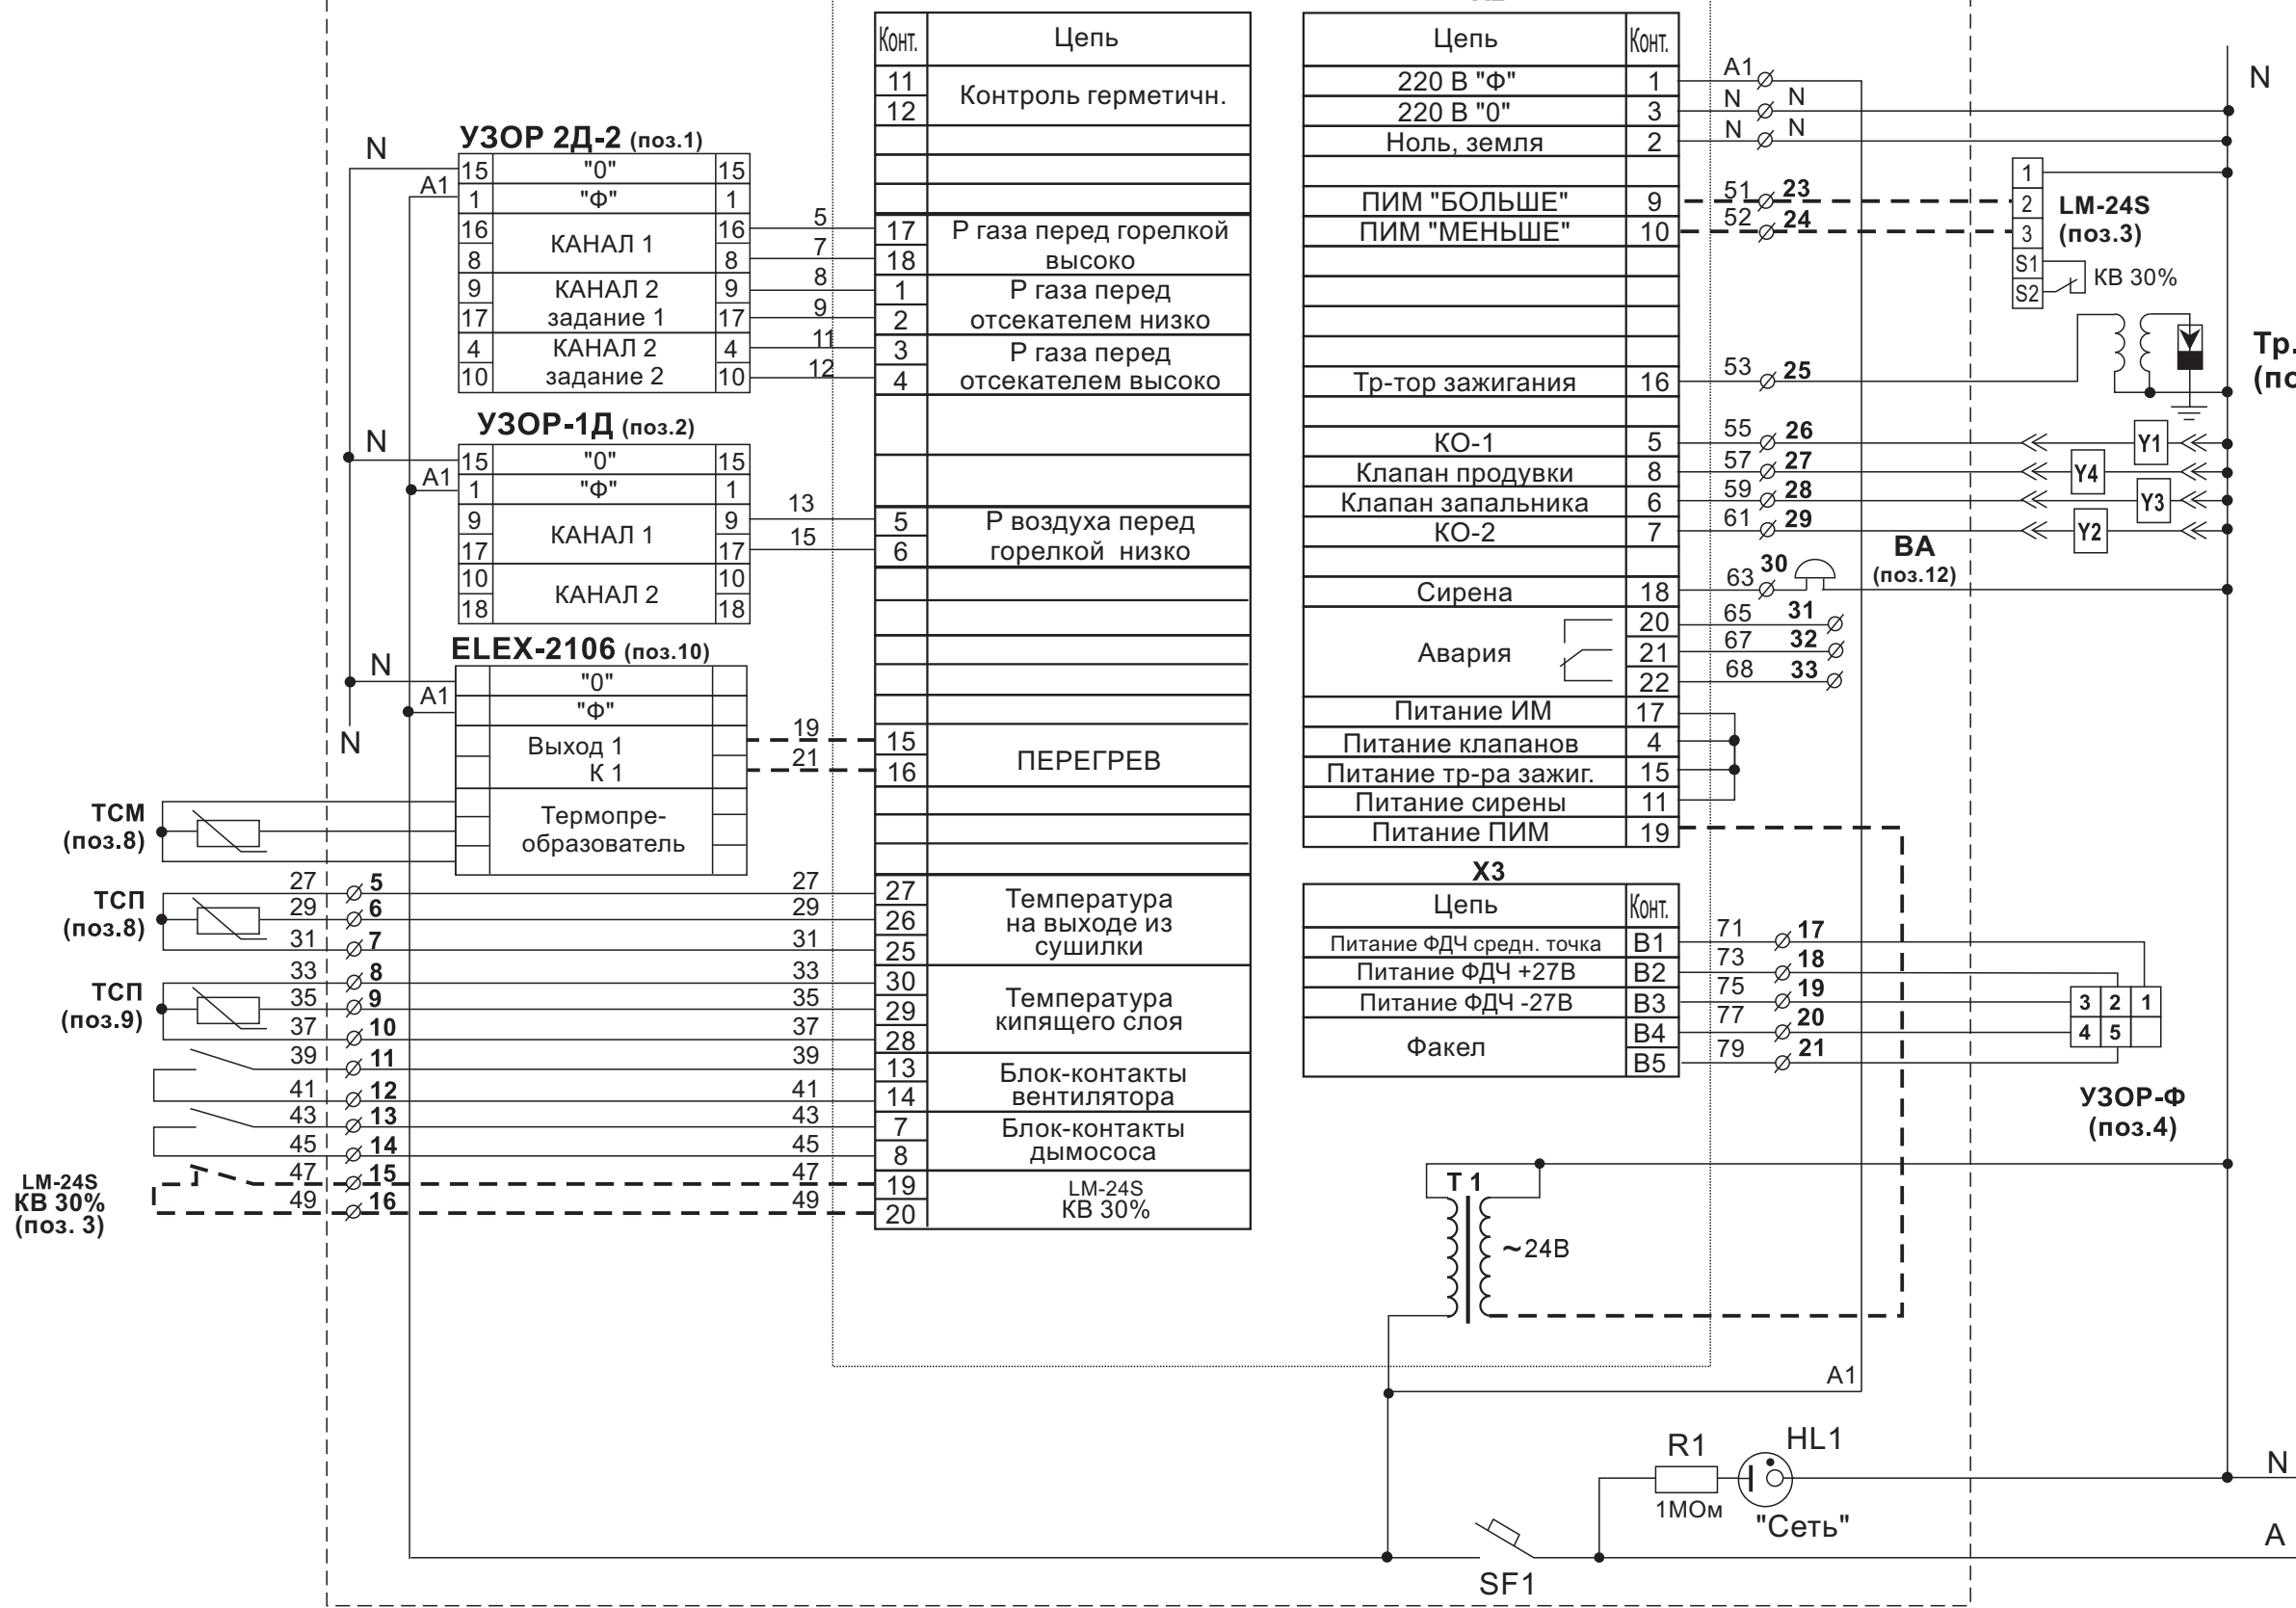 Конт. Цепь
11 Контроль герметичн.
12
УЗОР 2Д-2 (поз.1)
N 15 "0" 15
А1 1 "Ф" 1
16 КАНАЛ 1 16 5
8 8 7
9 КАНАЛ 2 9 8
17 задание 1 17 9
4 КАНАЛ 2 4 11
10 задание 2 10 12
17 Р газа перед горелкой
18 высоко
1 Р газа перед
2 отсекателем низко
3 Р газа перед
4 отсекателем высоко
УЗОР-1Д (поз.2)
N 15 "0" 15
А1 1 "Ф" 1
9 КАНАЛ 1 9 13
17 17 15
10 КАНАЛ 2 10
18 18
5 Р воздуха перед
6 горелкой низко
ELEX-2106 (поз.10)
N "0"
А1 "Ф"
N
Выход 1 19
К 1 21
Термопре-
образователь
15 ПЕРЕГРЕВ
16
ТСМ
(поз.8)
ТСП
(поз.8)
27 5 27 27
29 6 29 26
31 7 31 25
Температура
на выходе из
сушилки
ТСП
(поз.9)
33 8 33 30
35 9 35 29
37 10 37 28
Температура
кипящего слоя
39 11 39 13
41 12 41 14
Блок-контакты
вентилятора
43 13 43 7
45 14 45 8
Блок-контакты
дымососа
LM-24S
КВ 30%
(поз. 3)
47 15 47 19
49 16 49 20
LM-24S
КВ 30%
Цепь Конт.
220 В "Ф" 1 А1
220 В "0" 3 N N
Ноль, земля 2 N N
N
ПИМ "БОЛЬШЕ" 9 51 23
ПИМ "МЕНЬШЕ" 10 52 24
1
2
3
S1
S2
LM-24S
(поз.3)
КВ 30%
Тр-тор зажигания 16 53 25
Тр.
КО-1 5 55 26 Y1
Клапан продувки 8 57 27 Y4
Клапан запальника 6 59 28 Y3
КО-2 7 61 29 Y2
Сирена 18 63 30
ВА
(поз.12)
Авария
20 65 31
21 67 32
22 68 33
Питание ИМ 17
Питание клапанов 4
Питание тр-ра зажиг. 15
Питание сирены 11
Питание ПИМ 19
Х3
Цепь Конт.
Питание ФДЧ средн. точка В1 71 17
Питание ФДЧ +27В В2 73 18
Питание ФДЧ -27В В3 75 19
Факел В4 77 20
В5 79 21
3 2 1
4 5
УЗОР-Ф
(поз.4)
Т 1
~24В
А1
R1 HL1
1МОм
"Сеть"
N
А
SF1